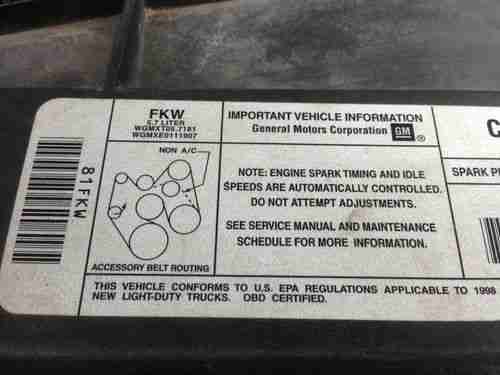 FKW
5.7 LITER
WGMXT05.7181
WGMXE0111907
NON A/C
ACCESSORY BELT ROUTING
81FKW
IMPORTANT VEHICLE INFORMATION
General Motors Corporation GM ®
NOTE: ENGINE SPARK TIMING AND IDLE
SPEEDS ARE AUTOMATICALLY CONTROLLED.
DO NOT ATTEMPT ADJUSTMENTS.
SEE SERVICE MANUAL AND MAINTENANCE
SCHEDULE FOR MORE INFORMATION.
C
SPARK P
THIS VEHICLE CONFORMS TO U.S. EPA REGULATIONS APPLICABLE TO 1998
NEW LIGHT-DUTY TRUCKS. OBD CERTIFIED.